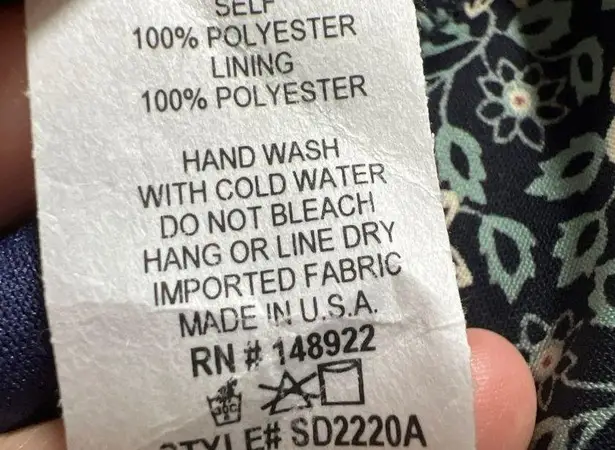 SELF
100% POLYESTER
LINING
100% POLYESTER
HAND WASH
WITH COLD WATER
DO NOT BLEACH
HANG OR LINE DRY
IMPORTED FABRIC
MADE IN U.S.A.
RN # 148922
30C
STYLE# SD2220A